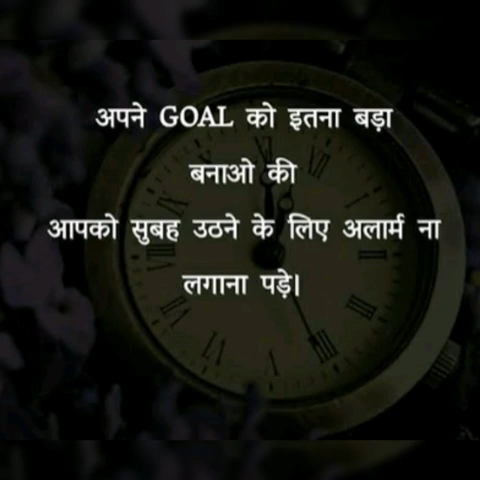 अपने GOAL को इतना बड़ा
बनाओ की
आपको सुबह उठने के लिए अलार्म ना
लगाना पड़े।